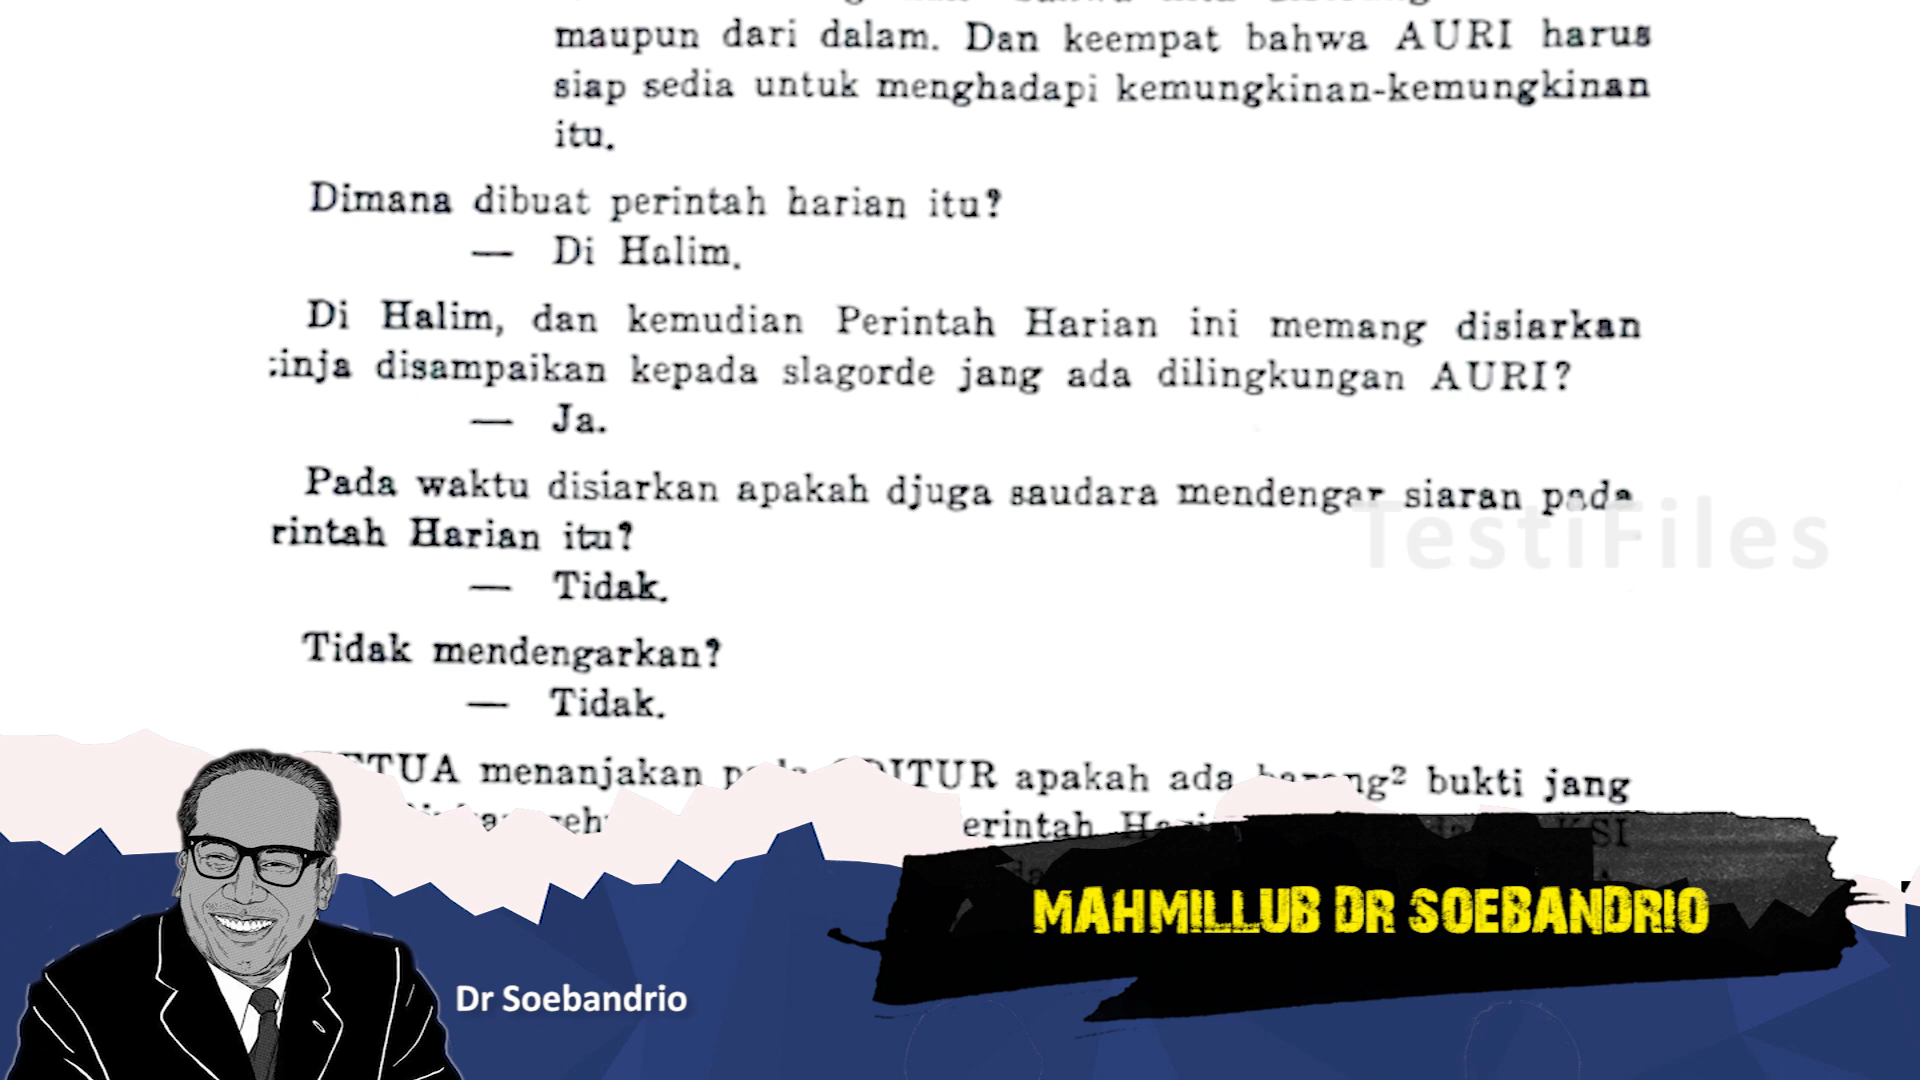 maupun dari dalam. Dan keempat bahwa AURI harus
siap sedia untuk menghadapi kemungkinan-kemungkinan
itu.
Dimana dibuat perintah harian itu?
— Di Halim.
Di Halim, dan kemudian Perintah Harian ini memang disiarkan
tinja disampaikan kepada slagorde jang ada dilingkungan AURI?
— Ja.
Pada waktu disiarkan apakah djuga saudara mendengar siaran pada
rintah Harian itu?
— Tidak.
Tidak mendengarkan?
— Tidak.
menanjakan apakah ada bukti jang
TestiFiles
MAHMILLUB DR SOEBANDRIO
Dr Soebandrio